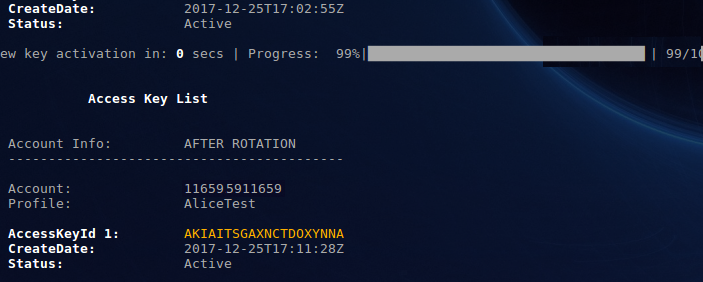 CreateDate: 2017-12-25T17:02:55Z
Status: Active
ew key activation in: 0 secs | Progress: 99%| | 99/10
Access Key List
Account Info: AFTER ROTATION
------------------------------------------
Account: 116595911659
Profile: AliceTest
AccessKeyId 1: AKIAITSGAXNCTDOXYNNA
CreateDate: 2017-12-25T17:11:28Z
Status: Active